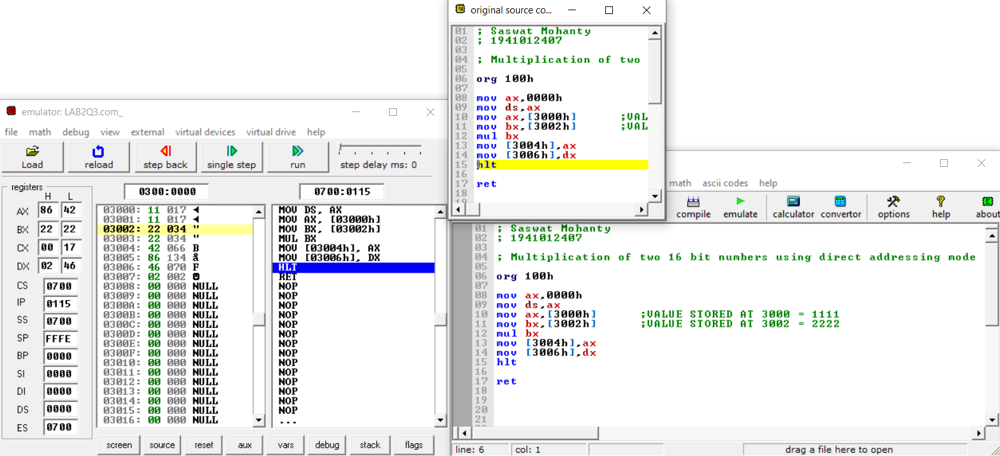 original source co...
01 ; Saswat Mohanty
02 ; 1941012407
03
04 ; Multiplication of two
05
06 org 100h
07
08 mov ax,0000h
09 mov ds,ax
10 mov ax,[3000h] ;VAL
11 mov bx,[3002h] ;VAL
12 mul bx
13 mov [3004h],ax
14 mov [3006h],dx
15 hlt
16
17 ret
18
19
emulator: LAB2Q3.com_
file math debug view external virtual devices virtual drive help
Load reload step back single step run step delay ms: 0
registers
H L
AX 86 42
BX 22 22
CX 00 17
DX 02 46
CS 0700
IP 0115
SS 0700
SP FFFE
BP 0000
SI 0000
DI 0000
DS 0000
ES 0700
0300:0000
03000: 11 017 ◄
03001: 11 017 ◄
03002: 22 034 "
03003: 22 034 "
03004: 42 066 B
03005: 86 134 å
03006: 46 070 F
03007: 02 002 ☻
03008: 00 000 NULL
03009: 00 000 NULL
0300A: 00 000 NULL
0300B: 00 000 NULL
0300C: 00 000 NULL
0300D: 00 000 NULL
0300E: 00 000 NULL
0300F: 00 000 NULL
03010: 00 000 NULL
03011: 00 000 NULL
03012: 00 000 NULL
03013: 00 000 NULL
03014: 00 000 NULL
03015: 00 000 NULL
03016: 00 000 NULL
0700:0115
MOV DS, AX
MOV AX, [03000h]
MOV BX, [03002h]
MUL BX
MOV [03004h], AX
MOV [03006h], DX
HLT
RET
NOP
NOP
NOP
NOP
NOP
NOP
NOP
NOP
NOP
NOP
NOP
NOP
NOP
NOP
...
screen source reset aux vars debug stack flags
math ascii codes help
compile emulate calculator convertor options help about
01 ; Saswat Mohanty
02 ; 1941012407
03
04 ; Multiplication of two 16 bit numbers using direct addressing mode
05
06 org 100h
07
08 mov ax,0000h
09 mov ds,ax
10 mov ax,[3000h] ;VALUE STORED AT 3000 = 1111
11 mov bx,[3002h] ;VALUE STORED AT 3002 = 2222
12 mul bx
13 mov [3004h],ax
14 mov [3006h],dx
15 hlt
16
17 ret
18
19
20
21
line: 6 col: 1 drag a file here to open